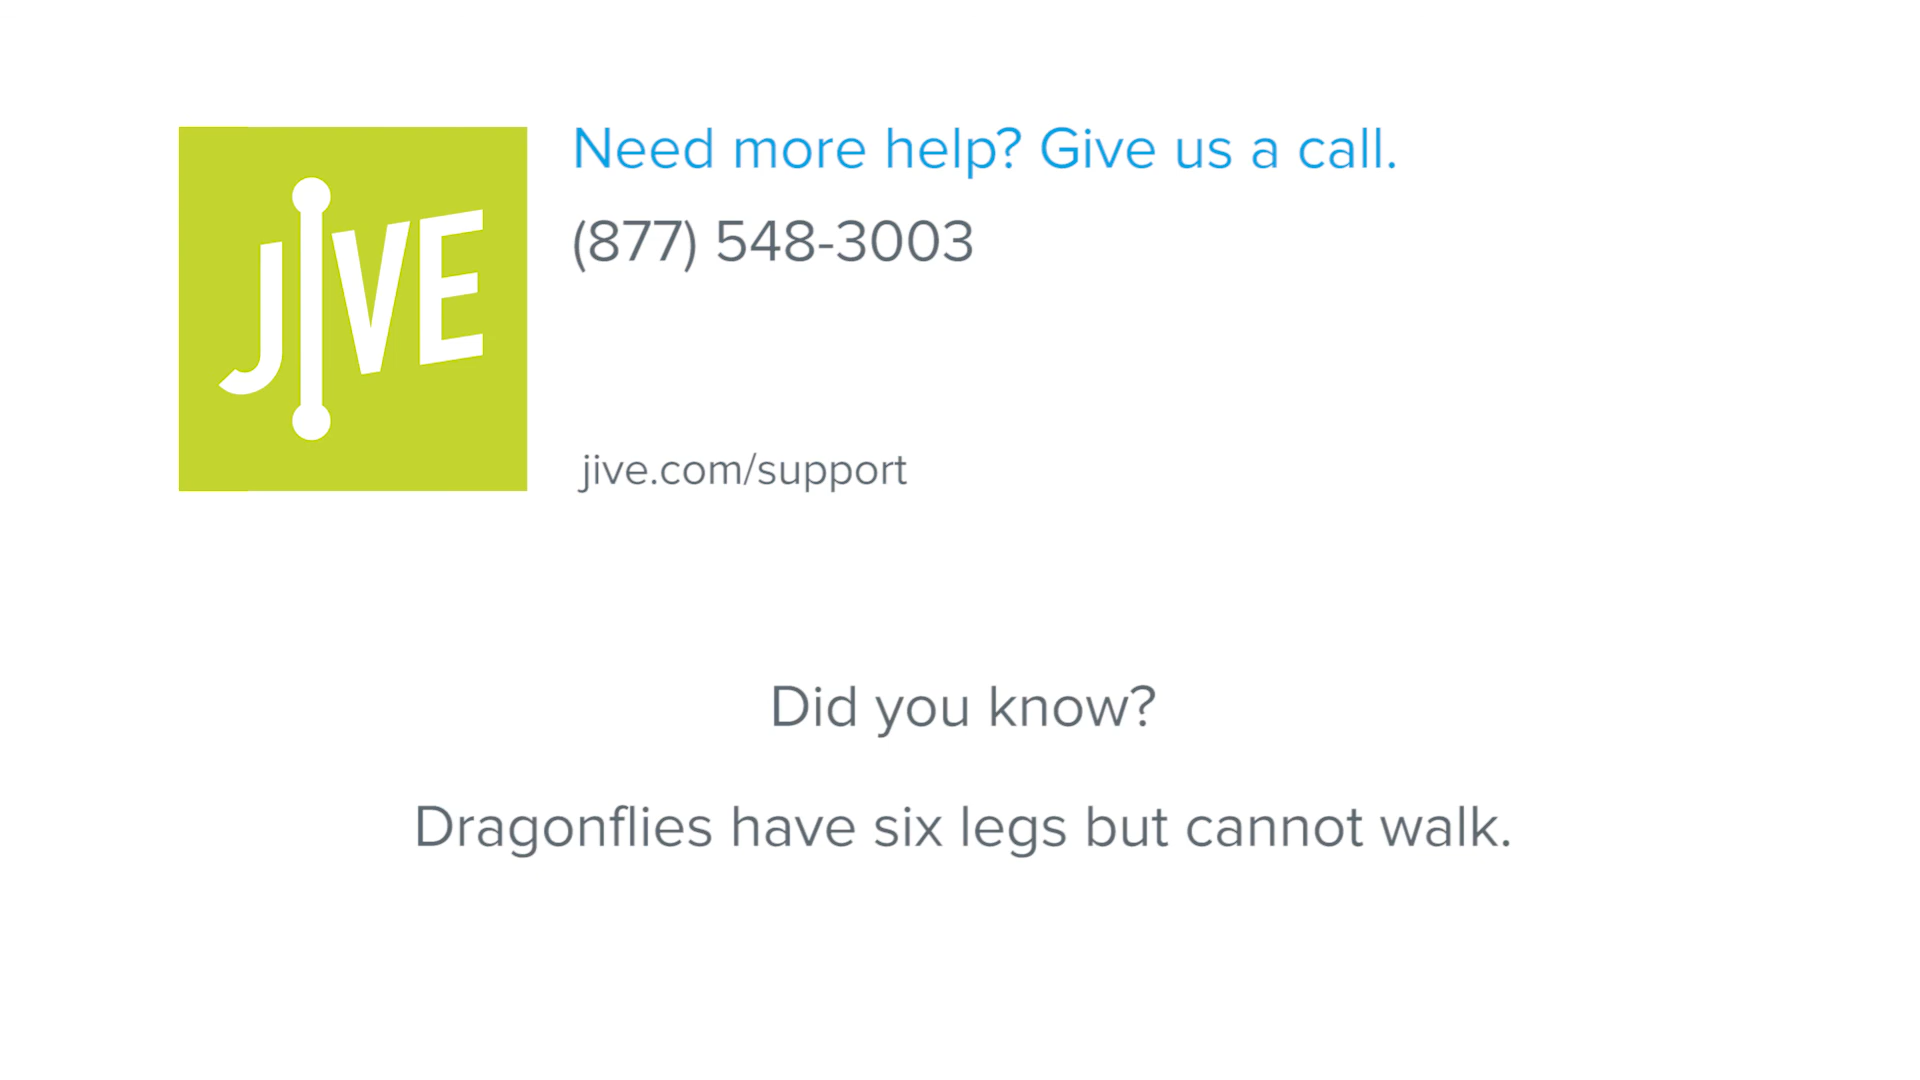 JIVE
Need more help? Give us a call.
(877) 548-3003
jive.com/support
Did you know?
Dragonflies have six legs but cannot walk.